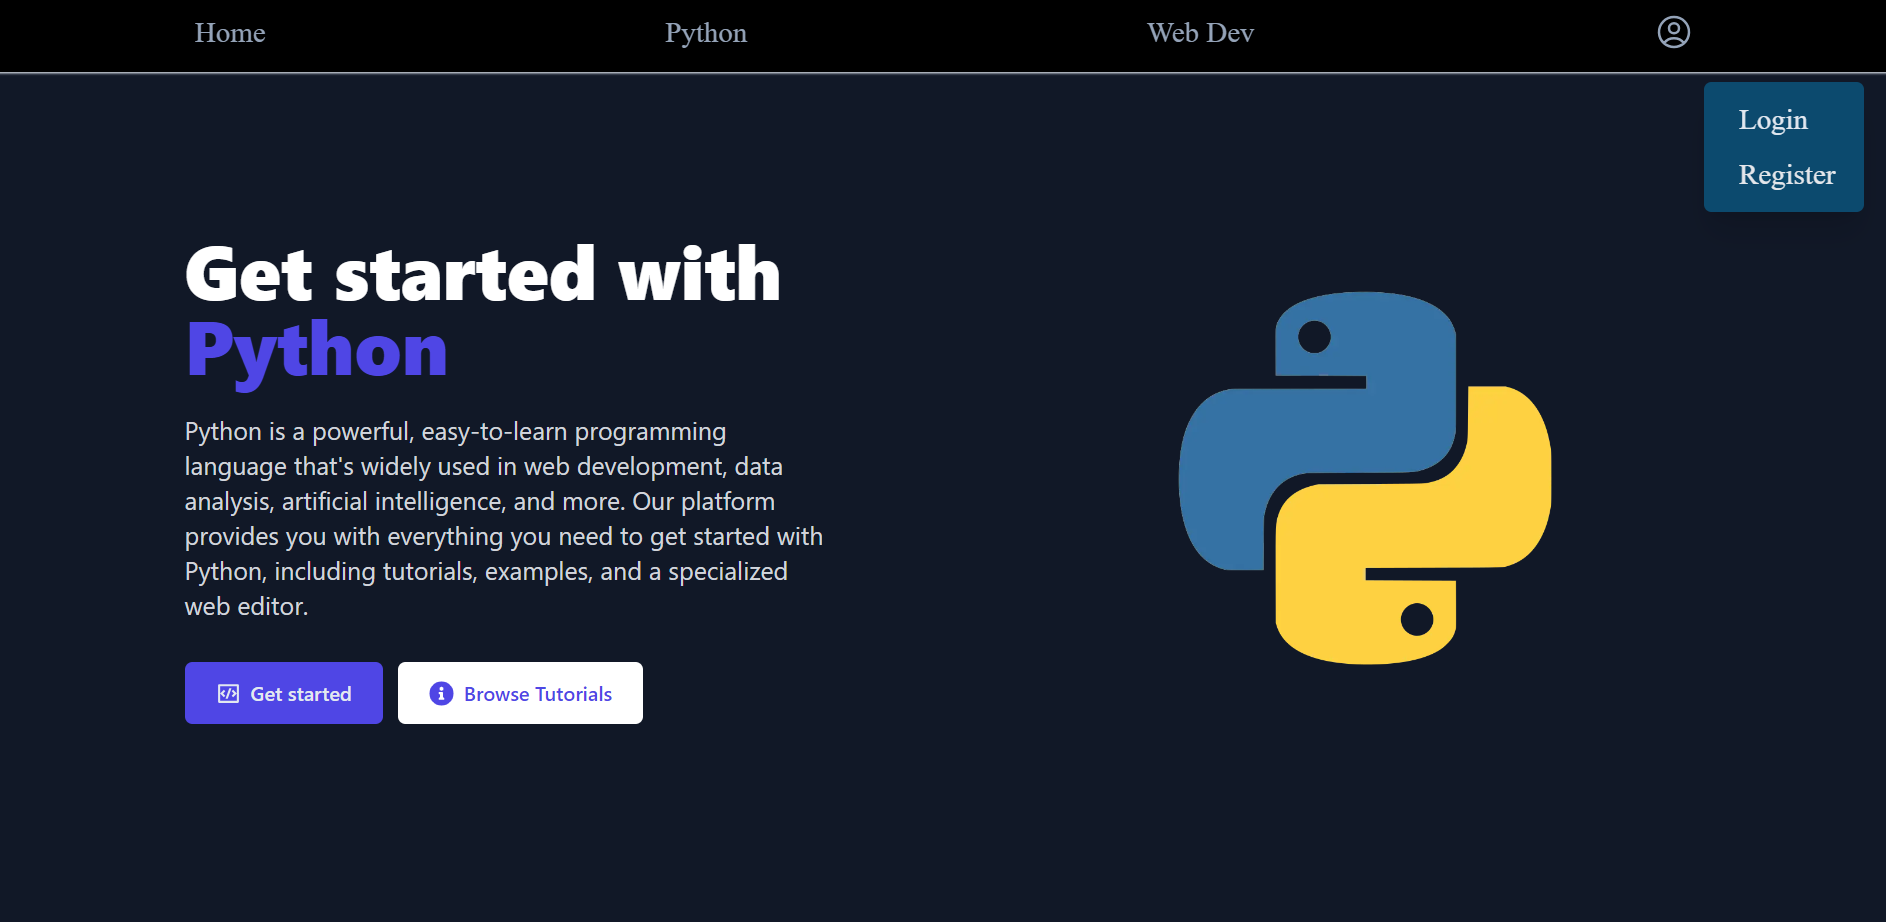 Home
Python
Web Dev
Login
Register
Get started with
Python
Python is a powerful, easy-to-learn programming
language that's widely used in web development, data
analysis, artificial intelligence, and more. Our platform
provides you with everything you need to get started with
Python, including tutorials, examples, and a specialized
web editor.
Get started
Browse Tutorials